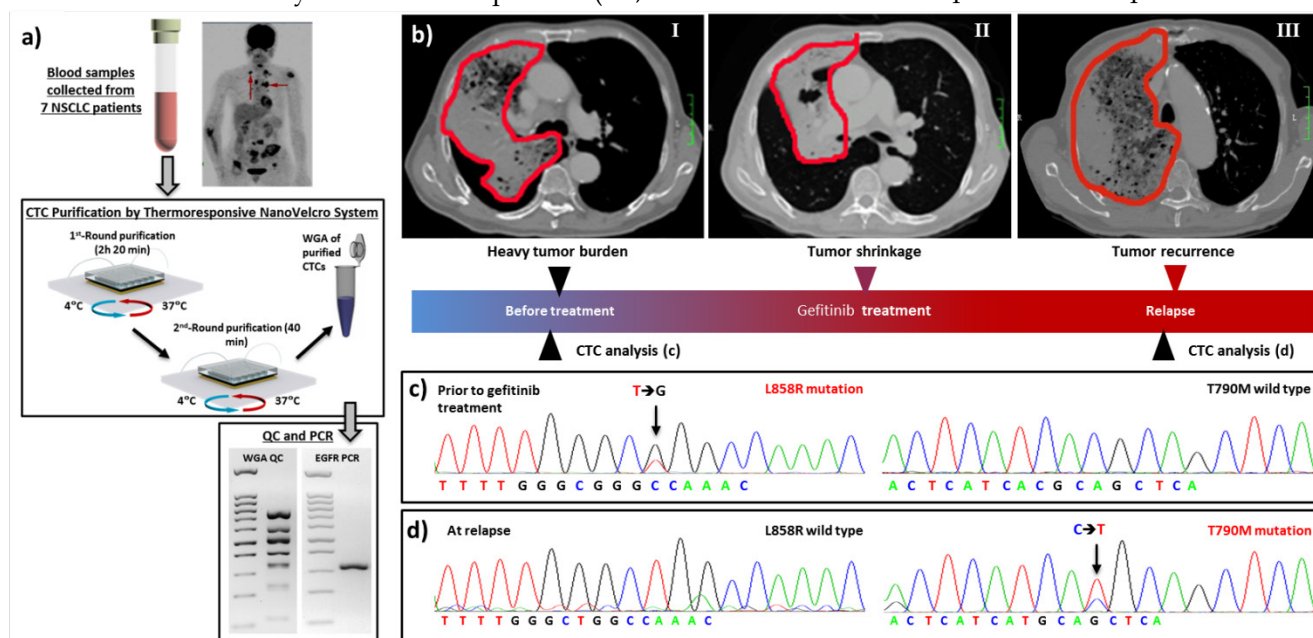 a)
Blood samples
collected from
7 NSCLC patients
CTC Purification by Thermoresponsive NanoVelcro System
1st-Round purification
(2h 20 min)
WGA of
purified
CTCs
4°C
37°C
2nd-Round purification (40
min)
4°C
37°C
QC and PCR
WGA QC
EGFR PCR
b)
I
II
III
R
L
Heavy tumor burden
Tumor shrinkage
Tumor recurrence
Before treatment
Gefitinib treatment
Relapse
CTC analysis (c)
CTC analysis (d)
c)
Prior to gefitinib
treatment
T→G
L858R mutation
T790M wild type
T T T T G G G C G G G C C A A A C
A C T C A T C A C G C A G C T C A
d)
At relapse
L858R wild type
C→T
T790M mutation
T T T T G G G C T G G C C A A A C
A C T C A T C A T G C A G C T C A